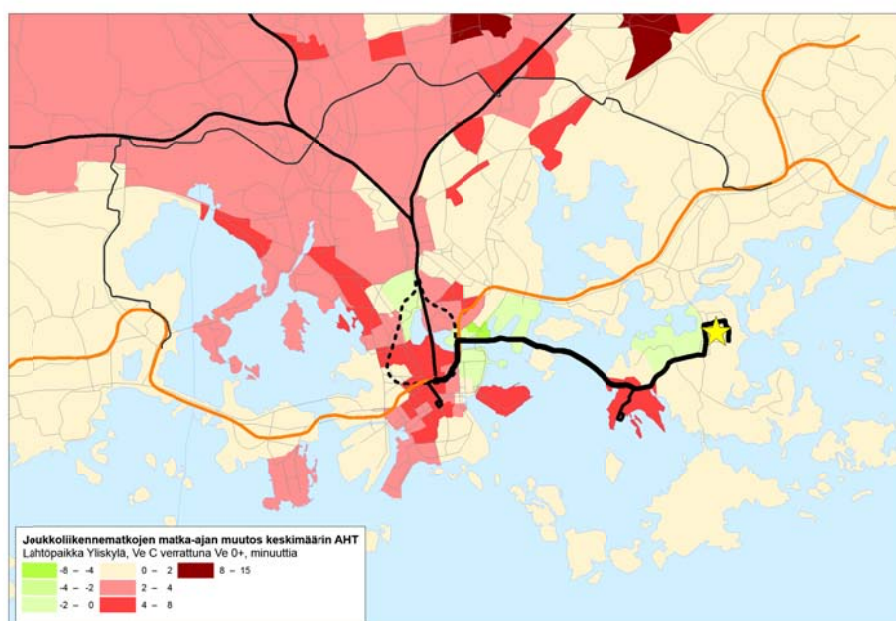 Joukkoliikennematkojen matka-ajan muutos keskimäärin AHT
Lähtöpaikka Yliskylä, Ve C verrattuna Ve 0+, minuuttia
-8 – -4 0 – 2 8 – 15
-4 – -2 2 – 4
-2 – 0 4 – 8